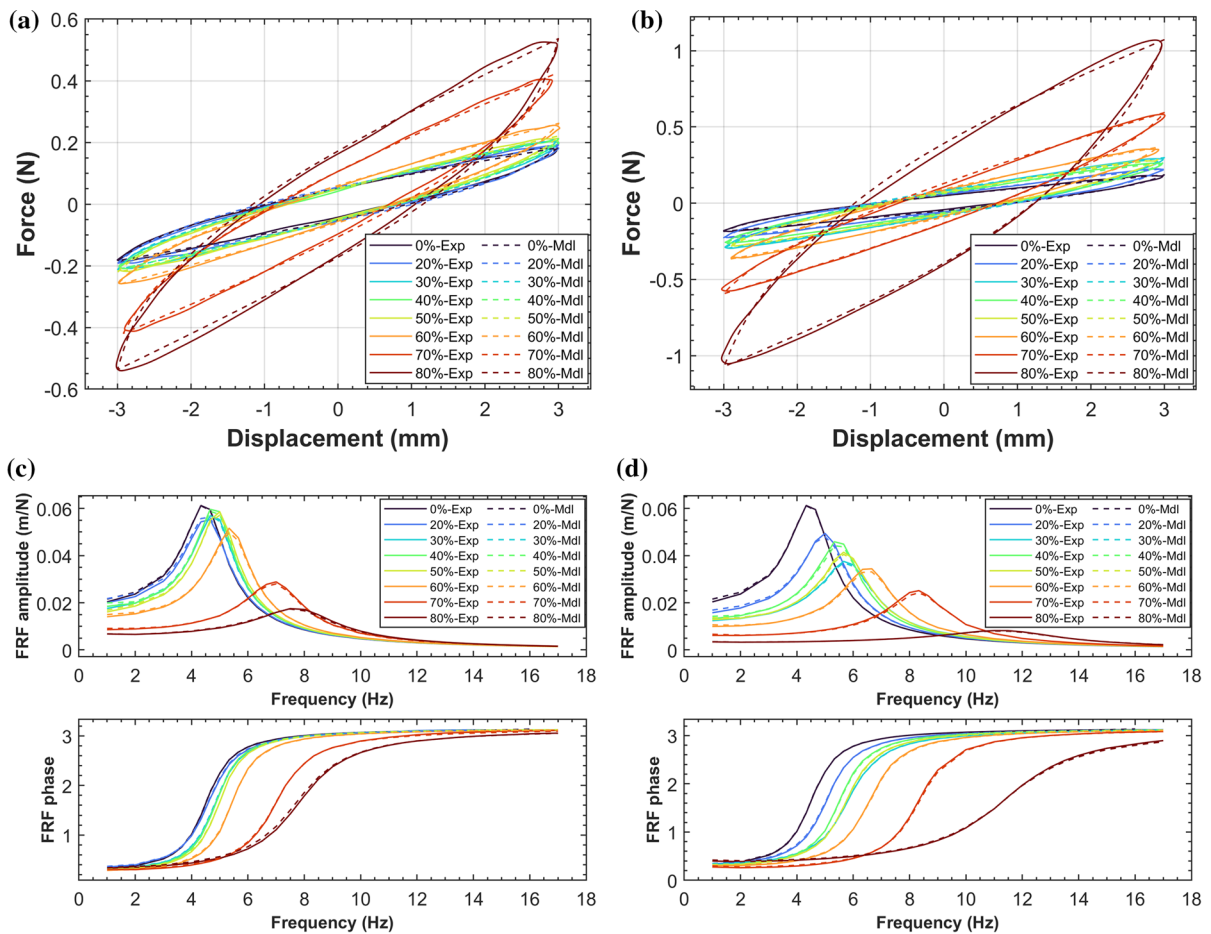 (a)
0.6
0.4
0.2
0
-0.2
-0.4
-0.6
Force (N)
-3
-2
-1
0
1
2
3
Displacement (mm)
0%-Exp 0%-Mdl
20%-Exp 20%-Mdl
30%-Exp 30%-Mdl
40%-Exp 40%-Mdl
50%-Exp 50%-Mdl
60%-Exp 60%-Mdl
70%-Exp 70%-Mdl
80%-Exp 80%-Mdl
(b)
1
0.5
0
-0.5
-1
Force (N)
-3
-2
-1
0
1
2
3
Displacement (mm)
0%-Exp 0%-Mdl
20%-Exp 20%-Mdl
30%-Exp 30%-Mdl
40%-Exp 40%-Mdl
50%-Exp 50%-Mdl
60%-Exp 60%-Mdl
70%-Exp 70%-Mdl
80%-Exp 80%-Mdl
(c)
0.06
0.04
0.02
0
FRF amplitude (m/N)
0 2 4 6 8 10 12 14 16 18
Frequency (Hz)
0%-Exp 0%-Mdl
20%-Exp 20%-Mdl
30%-Exp 30%-Mdl
40%-Exp 40%-Mdl
50%-Exp 50%-Mdl
60%-Exp 60%-Mdl
70%-Exp 70%-Mdl
80%-Exp 80%-Mdl
3
2
1
0
FRF phase
0 2 4 6 8 10 12 14 16 18
Frequency (Hz)
(d)
0.06
0.04
0.02
0
FRF amplitude (m/N)
0 2 4 6 8 10 12 14 16 18
Frequency (Hz)
0%-Exp 0%-Mdl
20%-Exp 20%-Mdl
30%-Exp 30%-Mdl
40%-Exp 40%-Mdl
50%-Exp 50%-Mdl
60%-Exp 60%-Mdl
70%-Exp 70%-Mdl
80%-Exp 80%-Mdl
3
2
1
0
FRF phase
0 2 4 6 8 10 12 14 16 18
Frequency (Hz)